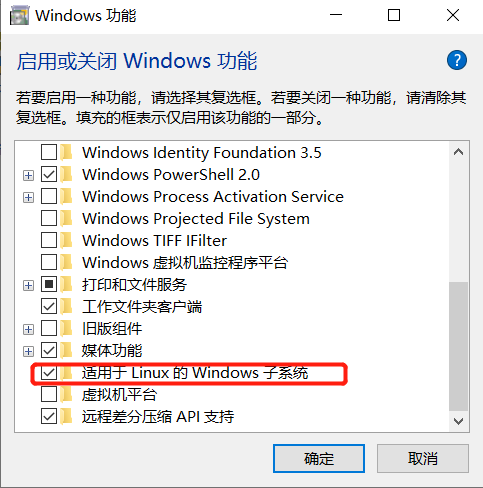 Windows 功能
启用或关闭 Windows 功能
?
若要启用一种功能，请选择其复选框。若要关闭一种功能，请清除其
复选框。填充的框表示仅启用该功能的一部分。
Windows Identity Foundation 3.5
Windows PowerShell 2.0
Windows Process Activation Service
Windows Projected File System
Windows TIFF IFilter
Windows 虚拟机监控程序平台
打印和文件服务
工作文件夹客户端
旧版组件
媒体功能
适用于 Linux 的 Windows 子系统
虚拟机平台
远程差分压缩 API 支持
确定
取消